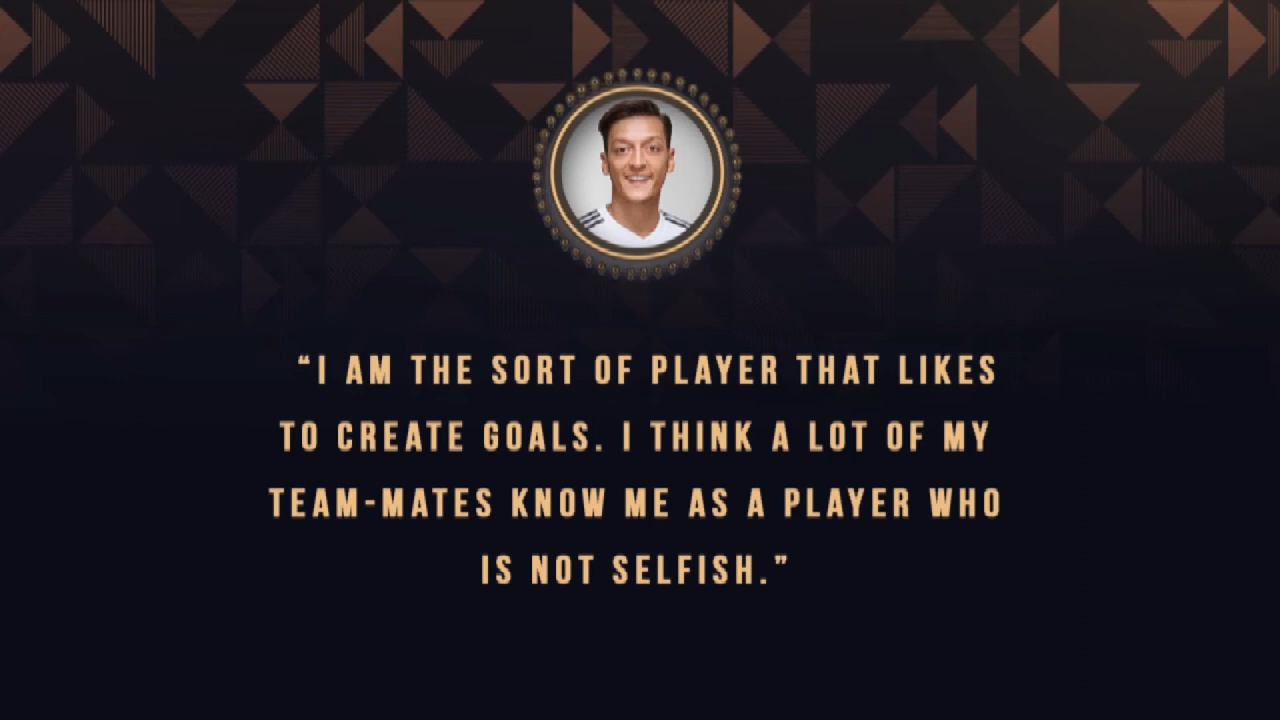 “I AM THE SORT OF PLAYER THAT LIKES
TO CREATE GOALS. I THINK A LOT OF MY
TEAM-MATES KNOW ME AS A PLAYER WHO
IS NOT SELFISH.”